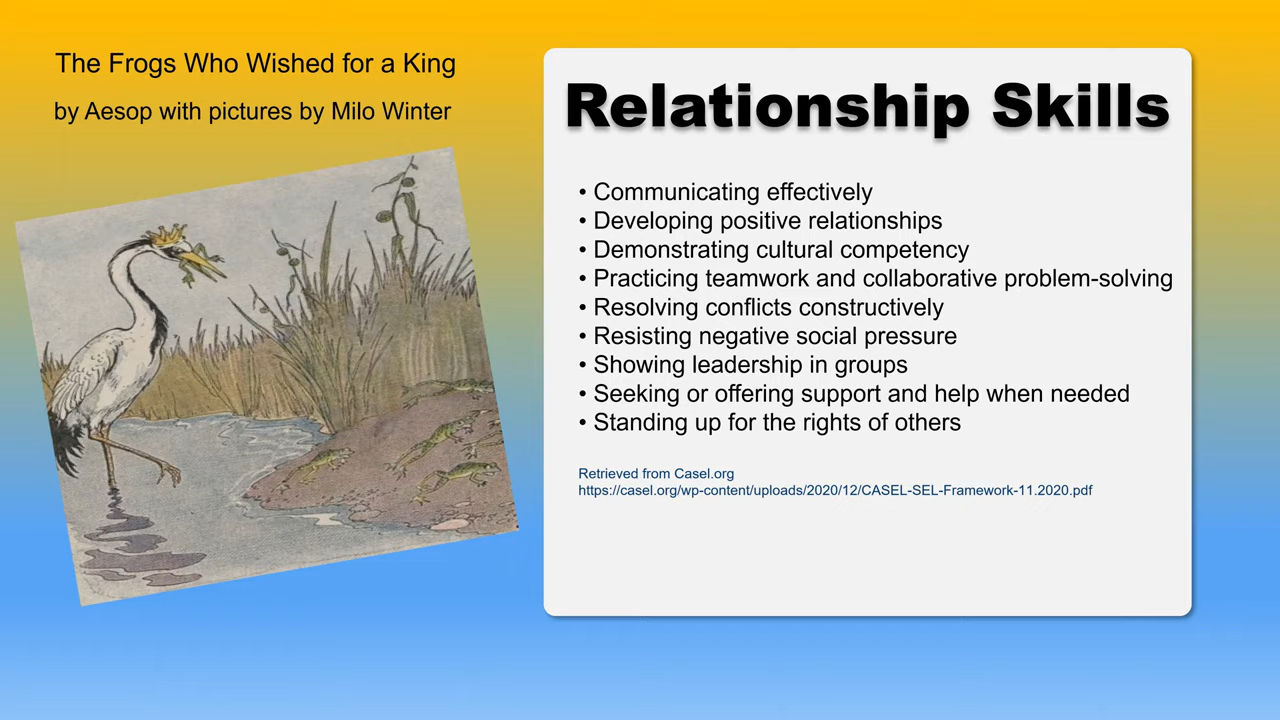 The Frogs Who Wished for a King
by Aesop with pictures by Milo Winter
Relationship Skills
• Communicating effectively
• Developing positive relationships
• Demonstrating cultural competency
• Practicing teamwork and collaborative problem-solving
• Resolving conflicts constructively
• Resisting negative social pressure
• Showing leadership in groups
• Seeking or offering support and help when needed
• Standing up for the rights of others
Retrieved from Casel.org
https://casel.org/wp-content/uploads/2020/12/CASEL-SEL-Framework-11.2020.pdf